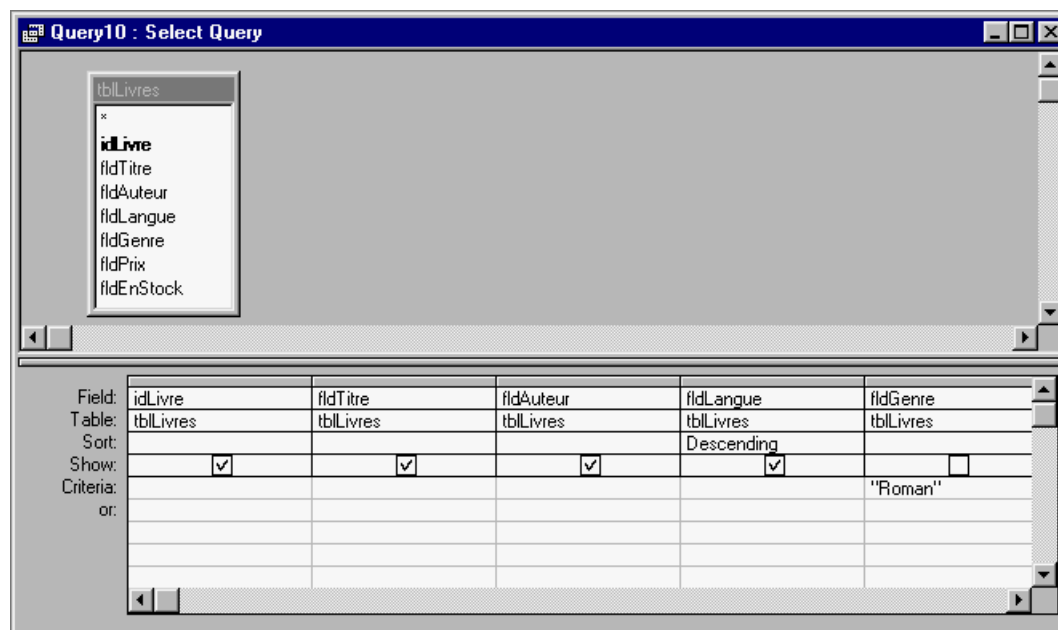 Query10 : Select Query
tblLivres
*
idLivre
fldTitre
fldAuteur
fldLangue
fldGenre
fldPrix
fldEnStock
Field: idLivre fldTitre fldAuteur fldLangue fldGenre
Table: tblLivres tblLivres tblLivres tblLivres tblLivres
Sort: Descending
Show:
Criteria: "Roman"
or: